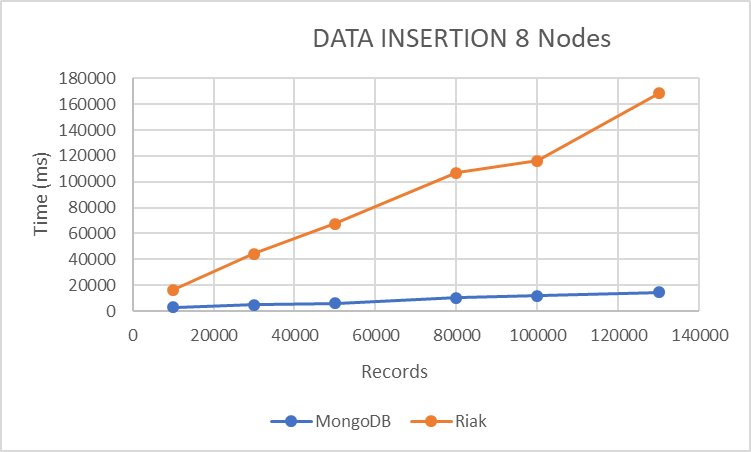 DATA INSERTION 8 Nodes
180000
160000
140000
120000
100000
80000
60000
40000
20000
0
Time (ms)
0 20000 40000 60000 80000 100000 120000 140000
Records
MongoDB Riak